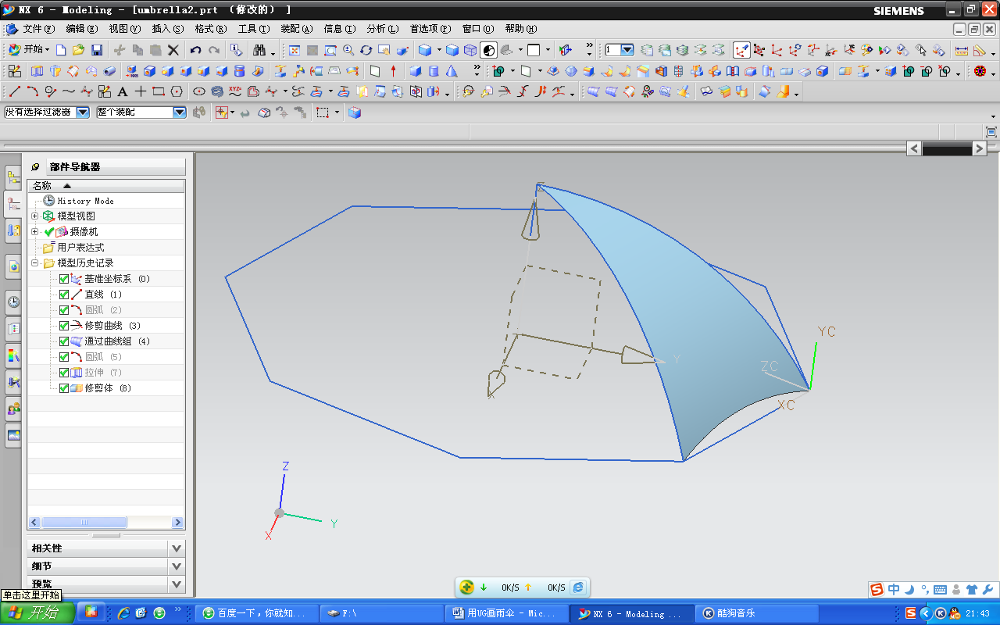 NX 6 - Modeling - [umbrella2.prt （修改的） ]
SIEMENS
文件(F) 编辑(E) 视图(V) 插入(S) 格式(R) 工具(T) 装配(A) 信息(I) 分析(L) 首选项(P) 窗口(O) 帮助(H)
开始
1
没有选择过滤器 整个装配
部件导航器
名称
History Mode
模型视图
摄像机
用户表达式
模型历史记录
基准坐标系 (0)
直线 (1)
圆弧 (2)
修剪曲线 (3)
通过曲线组 (4)
圆弧 (5)
拉伸 (7)
修剪体 (8)
相关性
细节
预览
Z
Y
X
YC
ZC
XC
Z
Y
X
0K/S 0K/S
中
单击这里开始
开始
百度一下，你就知...
F:\
用UG画雨伞 - Mic...
NX 6 - Modeling ...
酷狗音乐
21:43